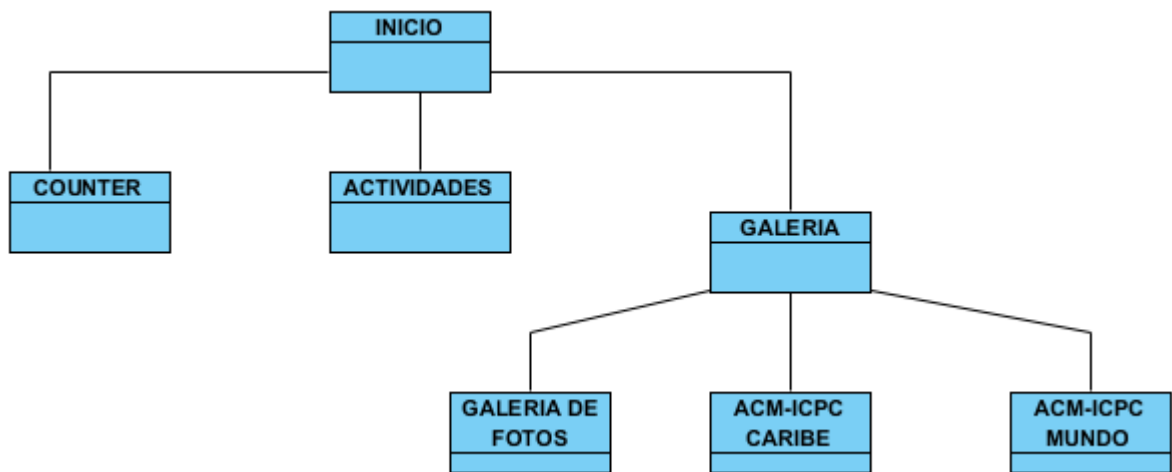 INICIO
COUNTER
ACTIVIDADES
GALERIA
GALERIA DE
FOTOS
ACM-ICPC
CARIBE
ACM-ICPC
MUNDO